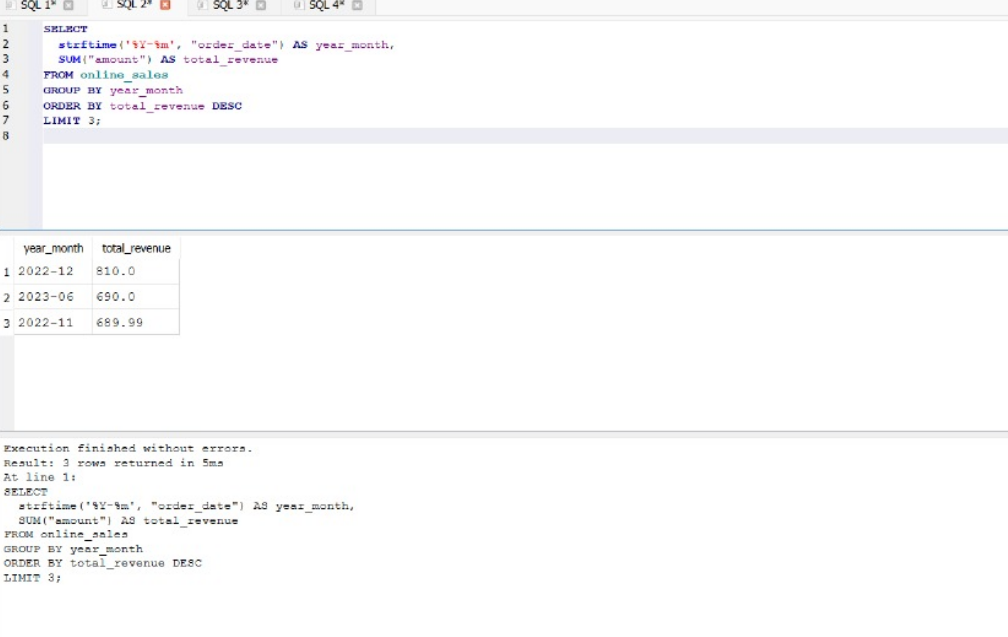 SQL 1* SQL 2* SQL 3* SQL 4*
1 SELECT
2 strftime('%Y-%m', "order_date") AS year_month,
3 SUM("amount") AS total_revenue
4 FROM online_sales
5 GROUP BY year_month
6 ORDER BY total_revenue DESC
7 LIMIT 3;
8
year_month total_revenue
1 2022-12 810.0
2 2023-06 690.0
3 2022-11 689.99
Execution finished without errors.
Result: 3 rows returned in 5ms
At line 1:
SELECT
strftime('%Y-%m', "order_date") AS year_month,
SUM("amount") AS total_revenue
FROM online_sales
GROUP BY year_month
ORDER BY total_revenue DESC
LIMIT 3;